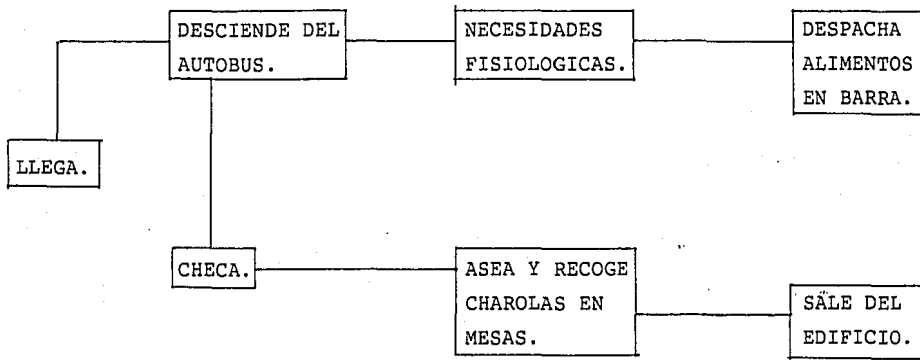 DESCIENDE DEL
AUTOBUS.
NECESIDADES
FISIOLOGICAS.
DESPACHA
ALIMENTOS
EN BARRA.
LLEGA.
CHECA.
ASEA Y RECOGE
CHAROLAS EN
MESAS.
SALE DEL
EDIFICIO.